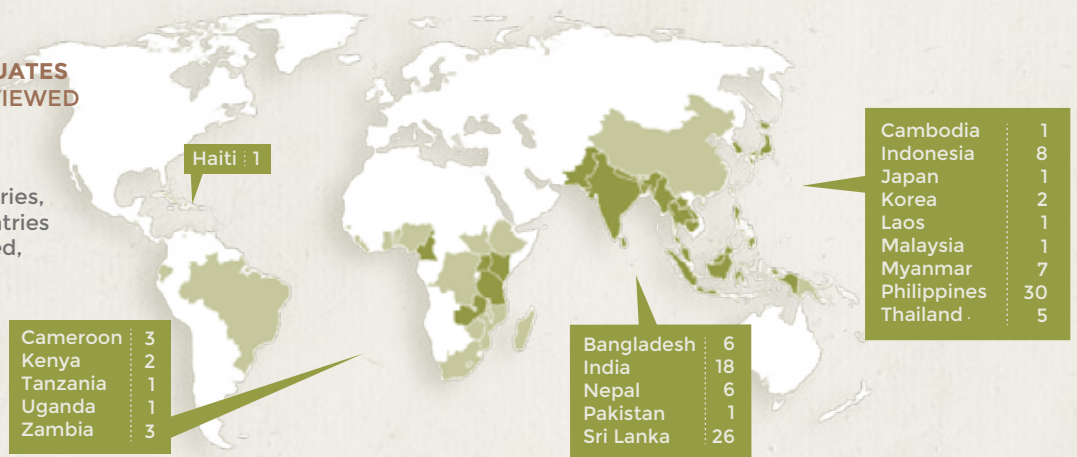 UATES
IEWED
ries,
ntries
ed,
Haiti 1
Cambodia 1
Indonesia 8
Japan 1
Korea 2
Laos 1
Malaysia 1
Myanmar 7
Philippines 30
Thailand 5
Cameroon 3
Kenya 2
Tanzania 1
Uganda 1
Zambia 3
Bangladesh 6
India 18
Nepal 6
Pakistan 1
Sri Lanka 26